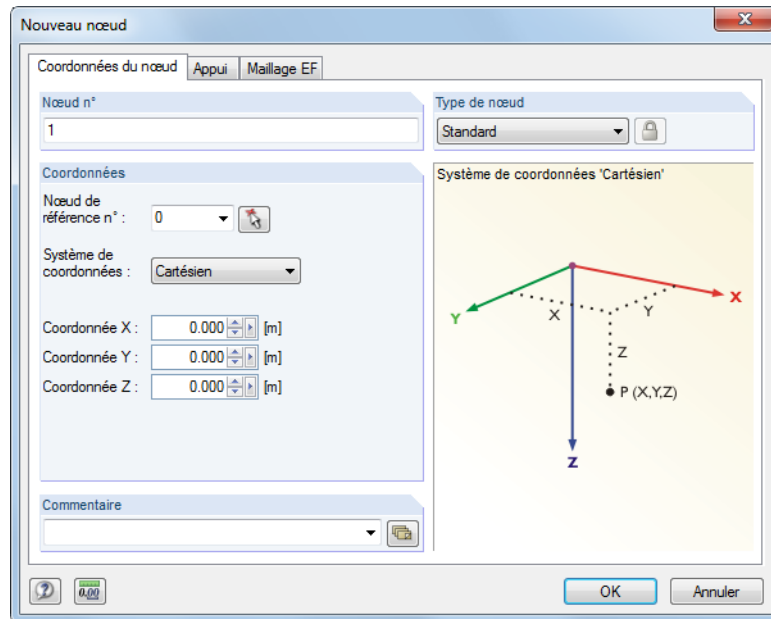 Nouveau nœud
Coordonnées du nœud Appui Maillage EF
Nœud n°
1
Type de nœud
Standard
Coordonnées
Nœud de
référence n° :
0
Système de
coordonnées :
Cartésien
Coordonnée X : 0.000 [m]
Coordonnée Y : 0.000 [m]
Coordonnée Z : 0.000 [m]
Système de coordonnées 'Cartésien'
X
Y
X
Y
Z
P (X,Y,Z)
Z
Commentaire
0.00
OK Annuler